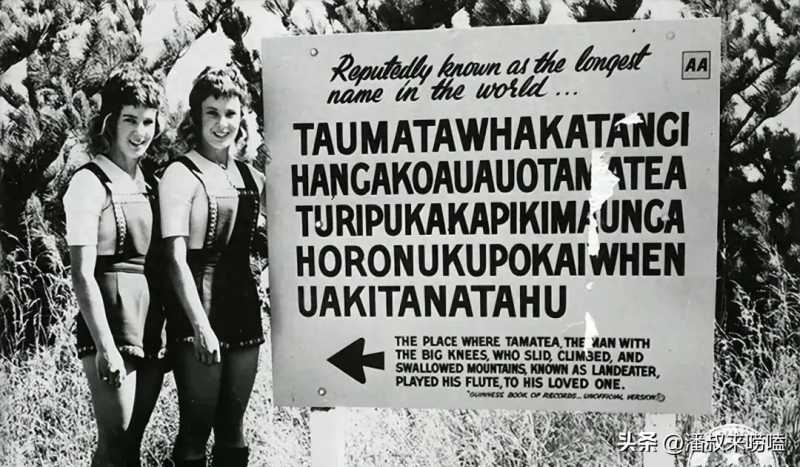 Reputedly known as the longest
name in the world ...
AA
TAUMATAWHAKATANGI
HANGAKOAUAUOTAMATEA
TURIPUKAKAPIKIMAUNGA
HORONUKUPOKAIWHEN
UAKITANATAHU
THE PLACE WHERE TAMATEA, THE MAN WITH
THE BIG KNEES, WHO SLID, CLIMBED, AND
SWALLOWED MOUNTAINS, KNOWN AS LANDEATER,
PLAYED HIS FLUTE, TO HIS LOVED ONE.
"GUINNESS BOOK OF RECORDS... UNOFFICIAL VERSION"
头条 @潘叔来唠嗑